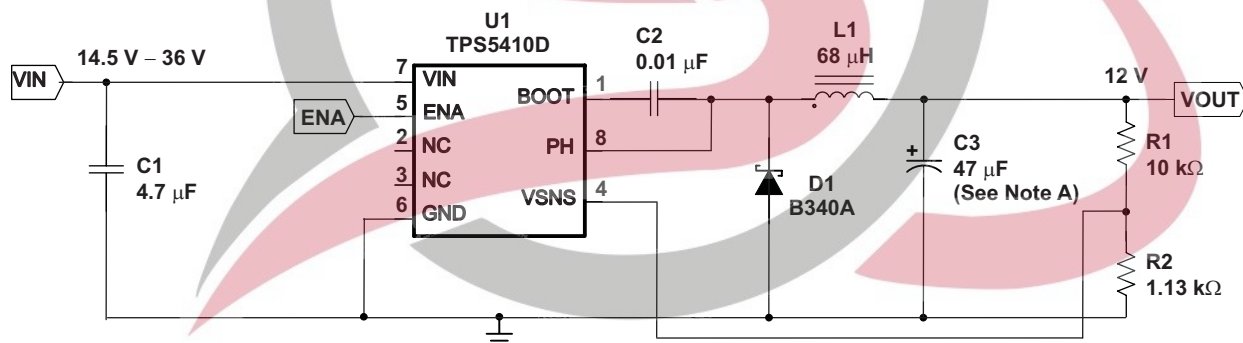 U1
TPS5410D
14.5 V – 36 V
VIN
7
VIN
5
ENA
ENA
2
NC
3
NC
6
GND
BOOT
1
PH
8
VSNS
4
C1
4.7 μF
C2
0.01 μF
L1
68 μH
D1
B340A
+
C3
47 μF
(See Note A)
12 V
VOUT
R1
10 kΩ
R2
1.13 kΩ